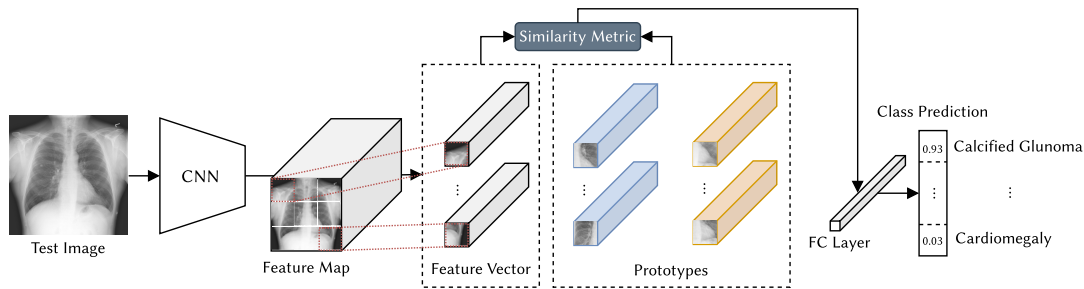 Similarity Metric
Class Prediction
CNN
0.93
Calcified Glunoma
...
...
...
...
...
Test Image
Feature Map
Feature Vector
Prototypes
FC Layer
0.03
Cardiomegaly